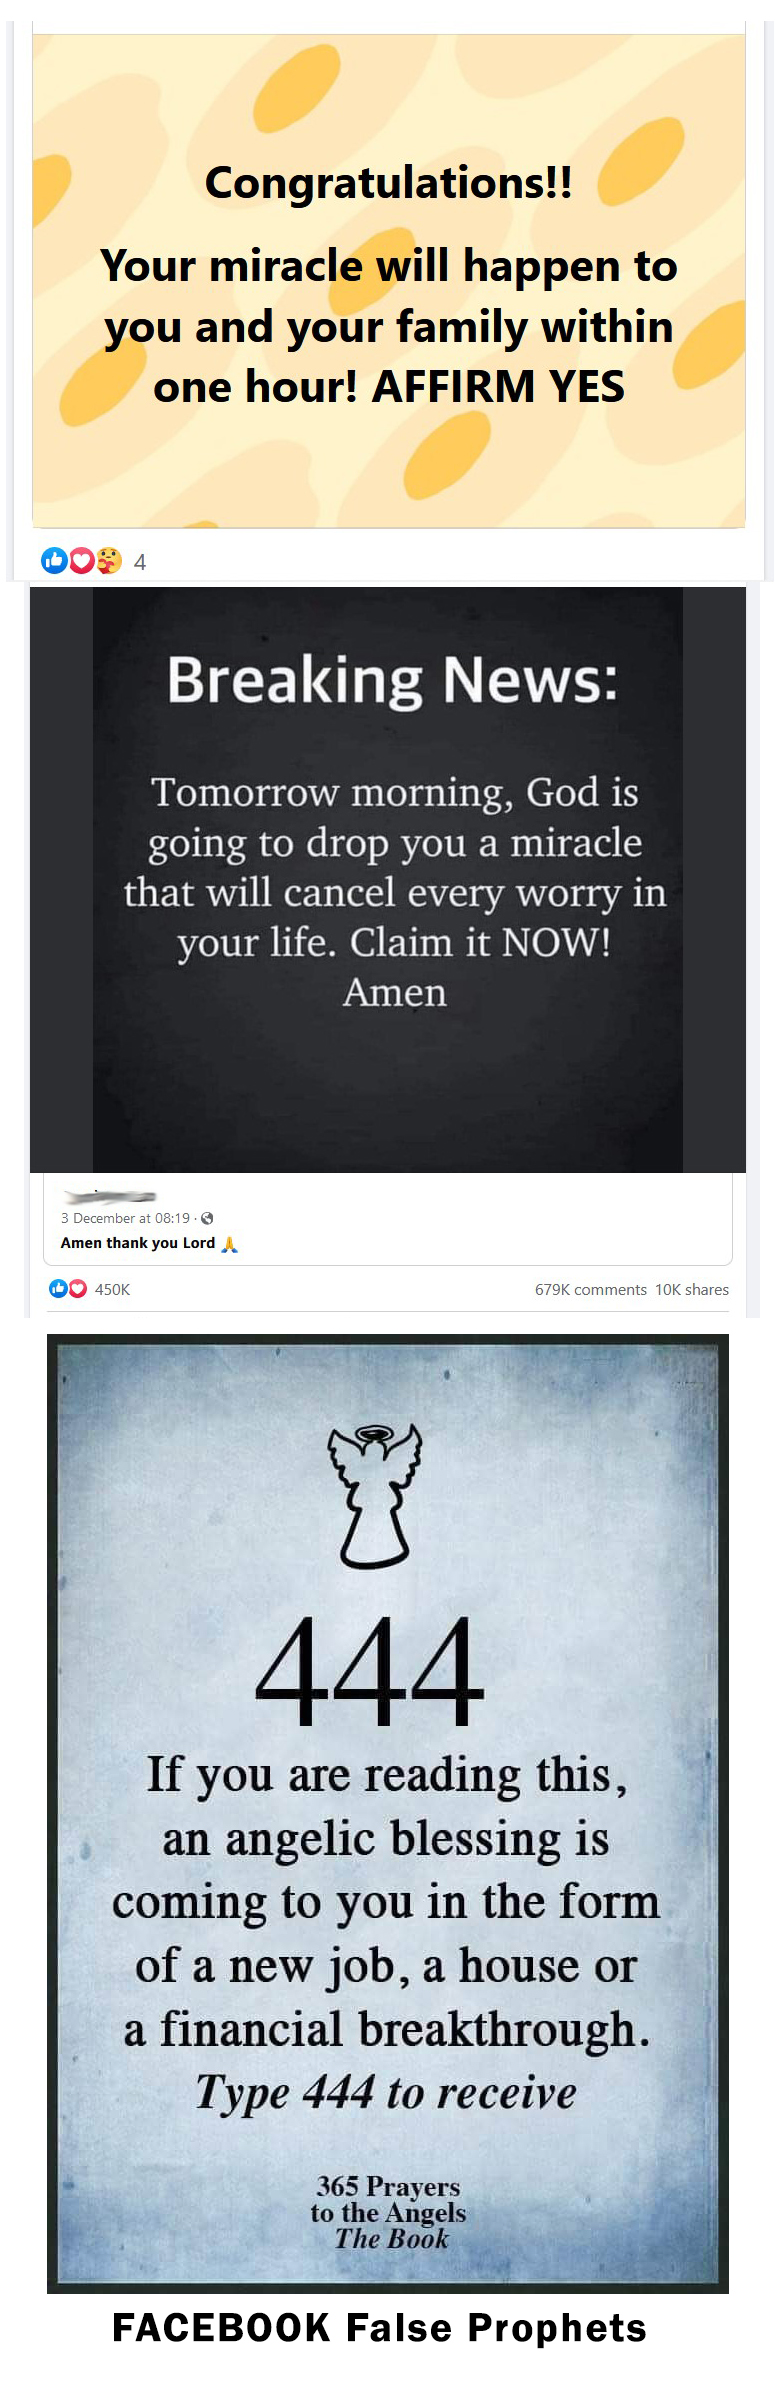 Congratulations!!
Your miracle will happen to
you and your family within
one hour! AFFIRM YES
4
Breaking News:
Tomorrow morning, God is
going to drop you a miracle
that will cancel every worry in
your life. Claim it NOW!
Amen
3 December at 08:19 ·
Amen thank you Lord 🙏
450K 679K comments 10K shares
444
If you are reading this,
an angelic blessing is
coming to you in the form
of a new job, a house or
a financial breakthrough.
Type 444 to receive
365 Prayers
to the Angels
The Book
FACEBOOK False Prophets